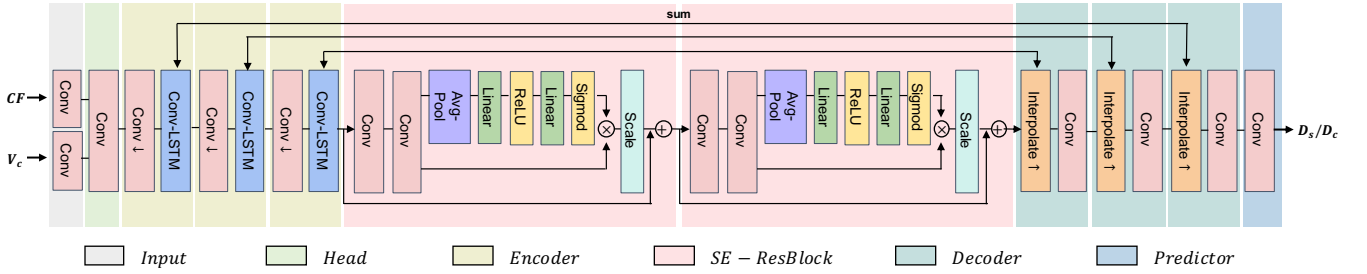 sum
CF
V_c
Conv
Conv
Conv
Conv ↓
Conv-LSTM
Conv ↓
Conv-LSTM
Conv ↓
Conv-LSTM
Conv
Conv
Avg-
Pool
Linear
ReLU
Linear
Sigmod
Scale
Conv
Conv
Avg-
Pool
Linear
ReLU
Linear
Sigmod
Scale
Interpolate ↑
Conv
Interpolate ↑
Conv
Interpolate ↑
Conv
Conv
D_s/D_c
Input
Head
Encoder
SE − ResBlock
Decoder
Predictor